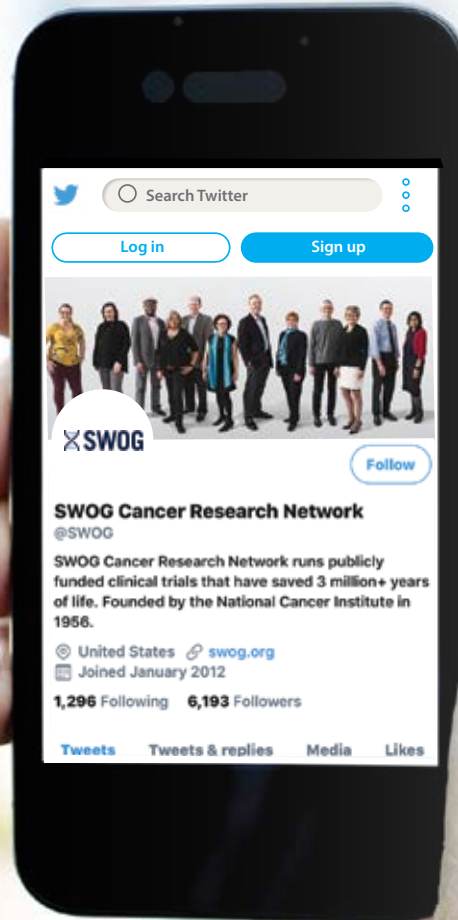 Search Twitter
Log in
Sign up
SWOG
Follow
SWOG Cancer Research Network
@SWOG
SWOG Cancer Research Network runs publicly
funded clinical trials that have saved 3 million+ years
of life. Founded by the National Cancer Institute in
1956.
United States swog.org
Joined January 2012
1,296 Following 6,193 Followers
Tweets Tweets & replies Media Likes